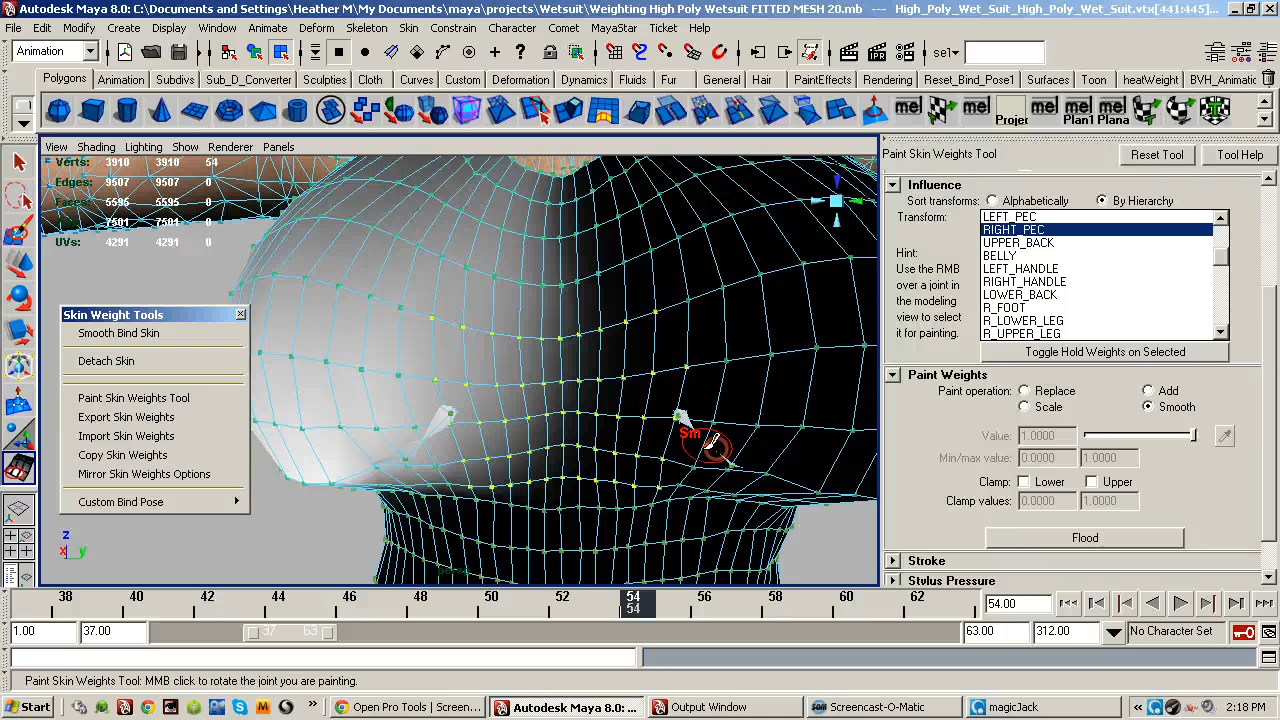 Autodesk Maya 8.0: C:\Documents and Settings\Heather M\My Documents\maya\projects\Wetsuit\Weighting High Poly Wetsuit FITTED MESH 20.mb --- High_Poly_Wet_Suit_High_Poly_Wet_Suit.vtx[441:445]...
File Edit Modify Create Display Window Animate Deform Skeleton Skin Constrain Character Comet MayaStar Ticket Help
Animation sel
Polygons Animation Subdivs Sub_D_Converter Sculpties Cloth Curves Custom Deformation Dynamics Fluids Fur General Hair PaintEffects Rendering Reset_Bind_Pose1 Surfaces Toon heatWeight BVH_Animatic
mel mel mel mel mel
Projec Plan1 Plana
View Shading Lighting Show Renderer Panels
Verts: 3910 3910 54
Edges: 9507 9507 0
Faces: 5595 5595 0
7501 7501 0
UVs: 4291 4291 0
Skin Weight Tools
Smooth Bind Skin
Detach Skin
Paint Skin Weights Tool
Export Skin Weights
Import Skin Weights
Copy Skin Weights
Mirror Skin Weights Options
Custom Bind Pose
Sm
z
x y
Paint Skin Weights Tool Reset Tool Tool Help
Influence
Sort transforms: Alphabetically By Hierarchy
Transform:
LEFT_PEC
RIGHT_PEC
UPPER_BACK
BELLY
LEFT_HANDLE
RIGHT_HANDLE
LOWER_BACK
R_FOOT
R_LOWER_LEG
R_UPPER_LEG
Hint:
Use the RMB
over a joint in
the modeling
view to select
it for painting.
Toggle Hold Weights on Selected
Paint Weights
Paint operation: Replace Add
Scale Smooth
Value: 1.0000
Min/max value: 0.0000 1.0000
Clamp: Lower Upper
Clamp values: 0.0000 1.0000
Flood
Stroke
Stylus Pressure
38 40 42 44 46 48 50 52 54 56 58 60 62
54
54.00
1.00 37.00 37 63 63.00 312.00 No Character Set
Paint Skin Weights Tool: MMB click to rotate the joint you are painting.
Start Open Pro Tools | Screen... Autodesk Maya 8.0: ... Output Window Screencast-O-Matic magicJack 2:18 PM